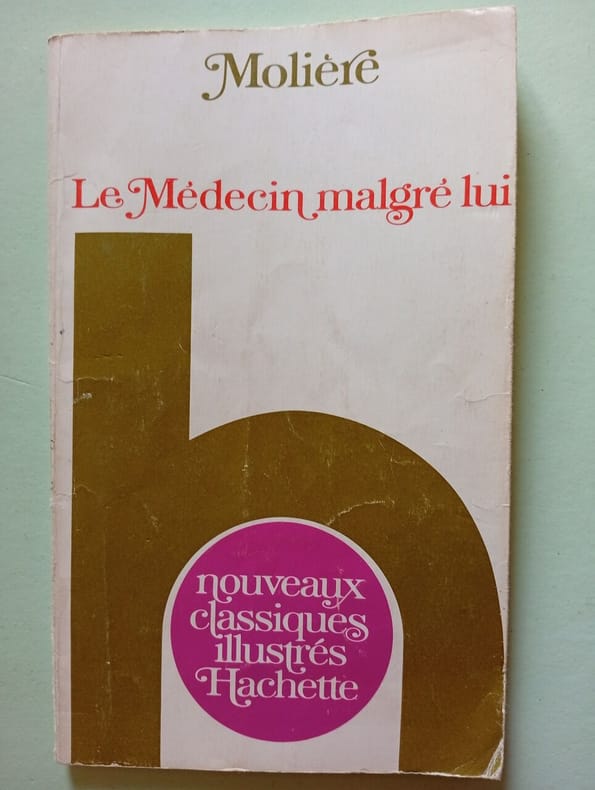 Molière
Le Médecin malgré lui
h
nouveaux
classiques
illustrés
Hachette